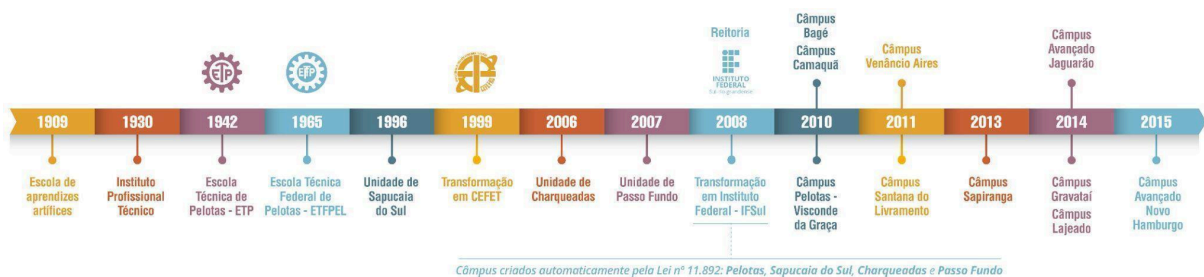 Reitoria
INSTITUTO
FEDERAL
Câmpus
Bagé
Câmpus
Camaquã
Câmpus
Venâncio Aires
Câmpus
Avançado
Jaguarão
ETP
ETP
1909
1930
1942
1965
1996
1999
2006
2007
2008
2010
2011
2013
2014
2015
Escola de
aprendizes
artífices
Instituto
Profissional
Técnico
Escola
Técnica de
Pelotas - ETP
Escola Técnica
Federal de
Pelotas - ETFPEL
Unidade de
Sapucaia
do Sul
Transformação
em CEFET
Unidade de
Charqueadas
Unidade de
Passo Fundo
Transformação
em Instituto
Federal - IFSul
Câmpus
Pelotas -
Visconde
da Graça
Câmpus
Santana do
Livramento
Câmpus
Sapiranga
Câmpus
Gravataí
Câmpus
Lajeado
Câmpus
Avançado
Novo
Hamburgo
Câmpus criados automaticamente pela Lei nº 11.892: Pelotas, Sapucaia do Sul, Charqueadas e Passo Fundo